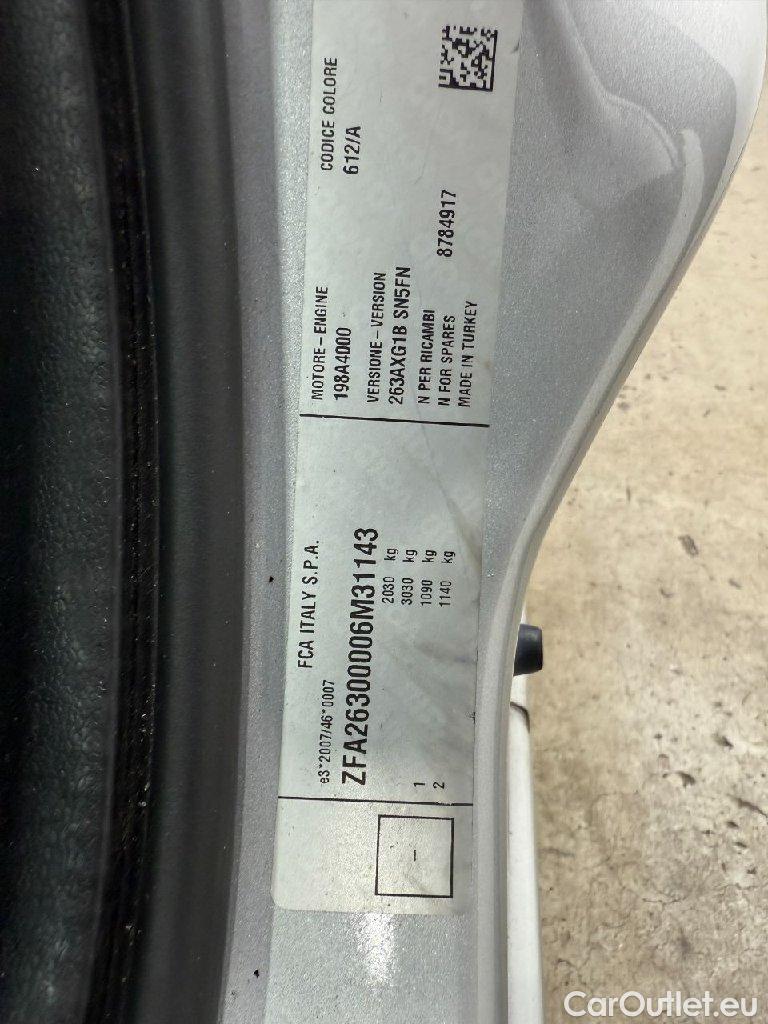 FCA ITALY S.P.A.
e3*2007/46*0007
ZFA26300006M31143
2030 kg
3030 kg
1 1090 kg
2 1140 kg
-
MOTORE-ENGINE
198A4000
CODICE COLORE
612/A
VERSIONE-VERSION
263AXG1B SN5FN
N PER RICAMBI
N FOR SPARES 8784917
MADE IN TURKEY
CarOutlet.eu